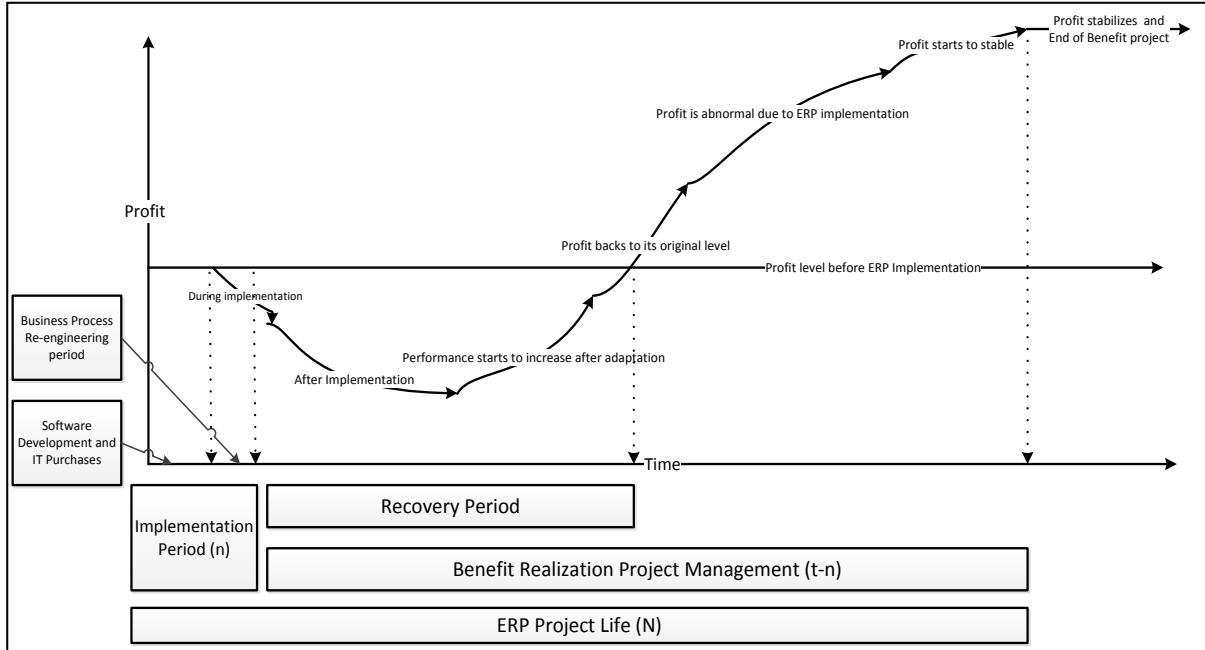 Profit stabilizes and
End of Benefit project
Profit starts to stable
Profit is abnormal due to ERP implementation
Profit
Profit backs to its original level
Profit level before ERP Implementation
During implementation
Business Process
Re-engineering
period
Performance starts to increase after adaptation
After Implementation
Software
Development and
IT Purchases
Time
Implementation
Period (n)
Recovery Period
Benefit Realization Project Management (t-n)
ERP Project Life (N)